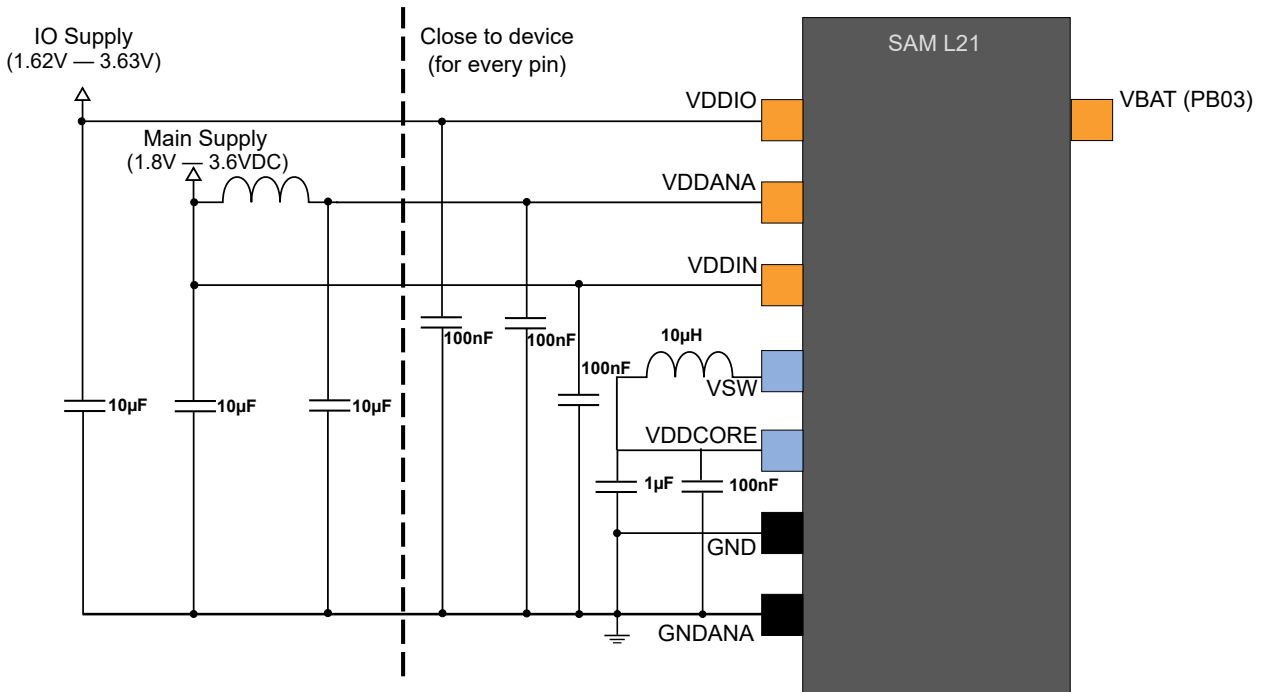 IO Supply
(1.62V — 3.63V)
Close to device
(for every pin)
SAM L21
VDDIO
VBAT (PB03)
Main Supply
(1.8V — 3.6VDC)
VDDANA
VDDIN
100nF
100nF
10µH
100nF
VSW
10µF
10µF
10µF
VDDCORE
1µF
100nF
GND
GNDANA